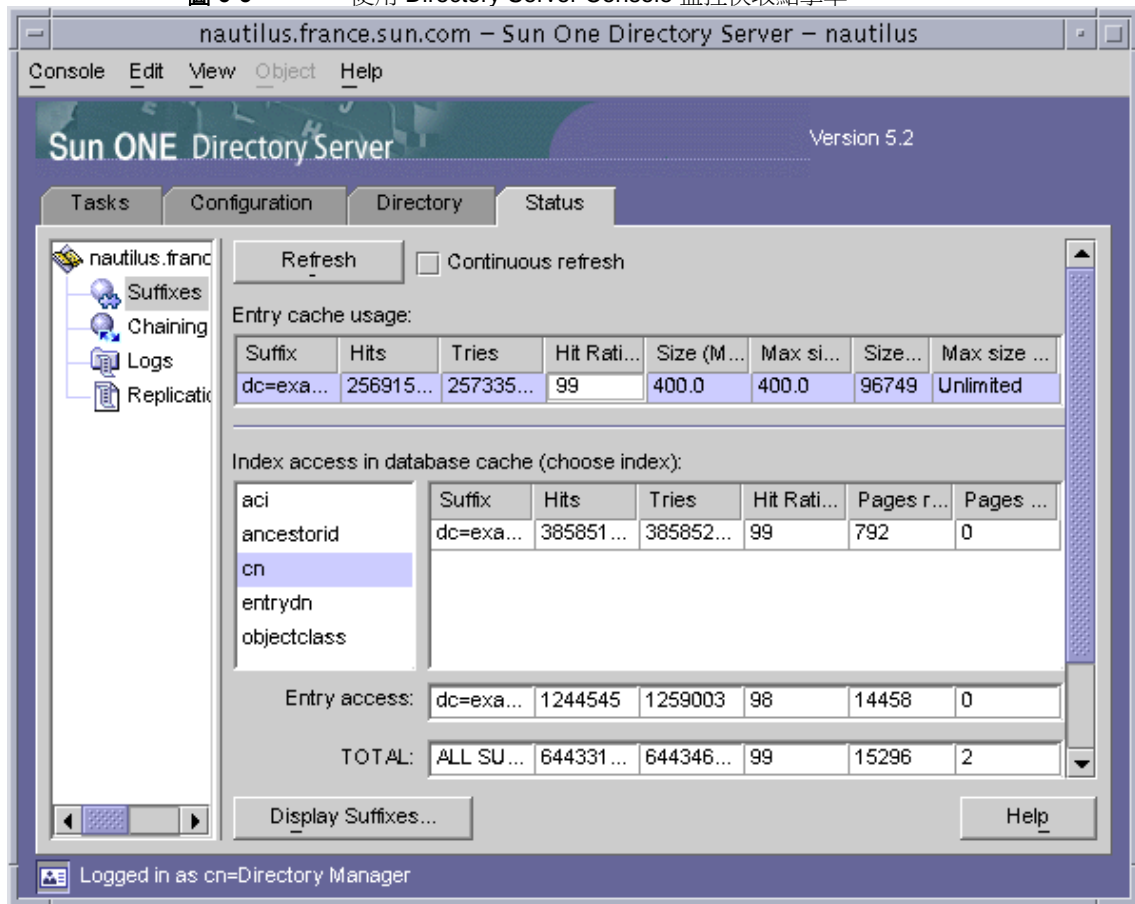 nautilus.france.sun.com – Sun One Directory Server – nautilus
Console Edit View Object Help
Sun ONE Directory Server
Version 5.2
Tasks Configuration Directory Status
nautilus.franc
Suffixes
Chaining
Logs
Replicatio
Refresh Continuous refresh
Entry cache usage:
Suffix Hits Tries Hit Rati... Size (M... Max si... Size... Max size ...
dc=exa... 256915... 257335... 99 400.0 400.0 96749 Unlimited
Index access in database cache (choose index):
aci
ancestorid
cn
entrydn
objectclass
Suffix Hits Tries Hit Rati... Pages r... Pages ...
dc=exa... 385851... 385852... 99 792 0
Entry access: dc=exa... 1244545 1259003 98 14458 0
TOTAL: ALL SU... 644331... 644346... 99 15296 2
Display Suffixes... Help
Logged in as cn=Directory Manager